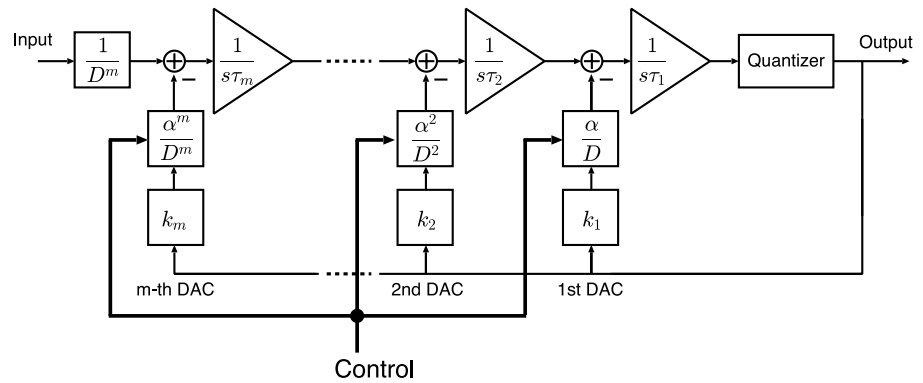 Input
1/D^m
+
−
1/sτ_m
+
−
1/sτ_2
+
−
1/sτ_1
Quantizer
Output
α^m/D^m
α^2/D^2
α/D
k_m
k_2
k_1
m-th DAC
2nd DAC
1st DAC
Control